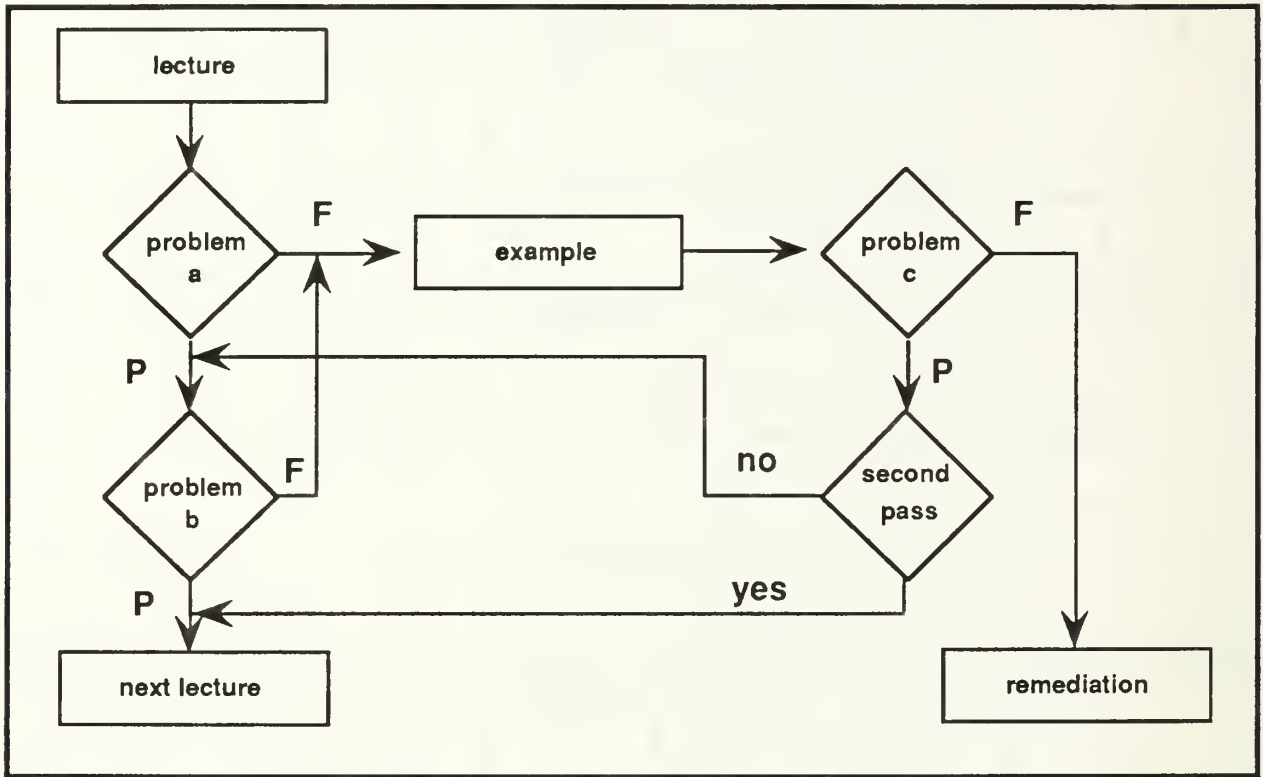 lecture
problem
a
F
example
problem
c
F
P
P
problem
b
F
no
second
pass
P
yes
next lecture
remediation